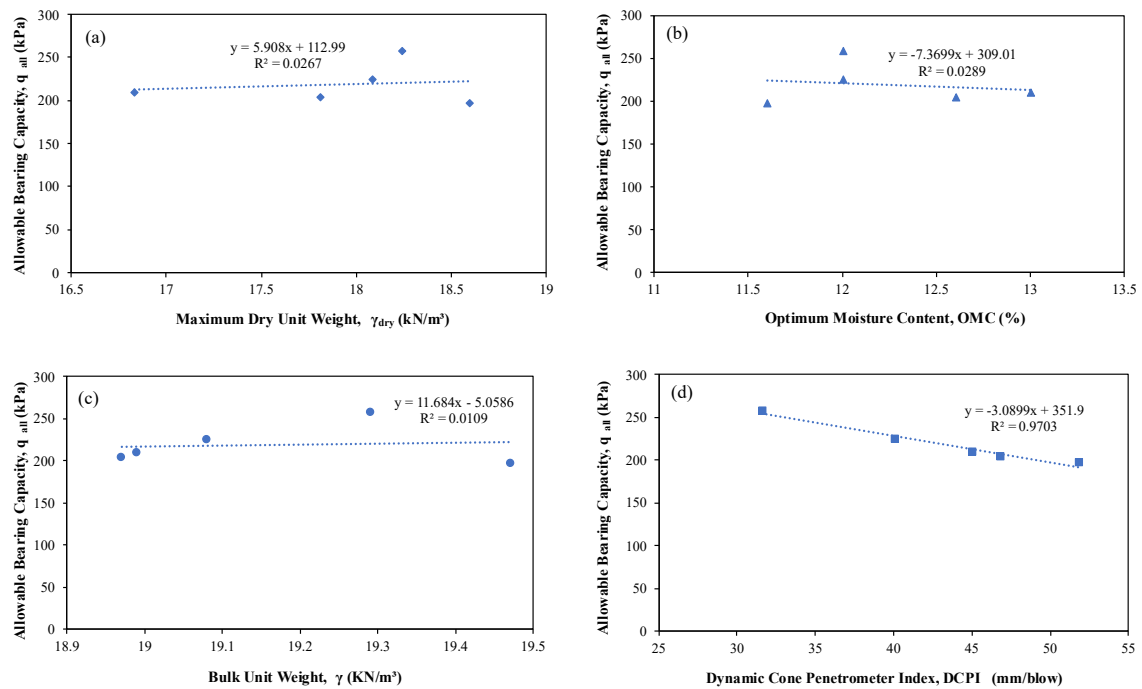 (a)
y = 5.908x + 112.99
R² = 0.0267
300
250
200
150
100
50
0
16.5 17 17.5 18 18.5 19
Allowable Bearing Capacity, q all (kPa)
Maximum Dry Unit Weight, γdry (kN/m³)
(b)
y = -7.3699x + 309.01
R² = 0.0289
300
250
200
150
100
50
0
11 11.5 12 12.5 13 13.5
Allowable Bearing Capacity, q all (kPa)
Optimum Moisture Content, OMC (%)
(c)
y = 11.684x - 5.0586
R² = 0.0109
300
250
200
150
100
50
0
18.9 19 19.1 19.2 19.3 19.4 19.5
Allowable Bearing Capacity, q all (kPa)
Bulk Unit Weight, γ (KN/m³)
(d)
y = -3.0899x + 351.9
R² = 0.9703
300
250
200
150
100
50
0
25 30 35 40 45 50 55
Allowable Bearing Capacity, q all (kPa)
Dynamic Cone Penetrometer Index, DCPI (mm/blow)